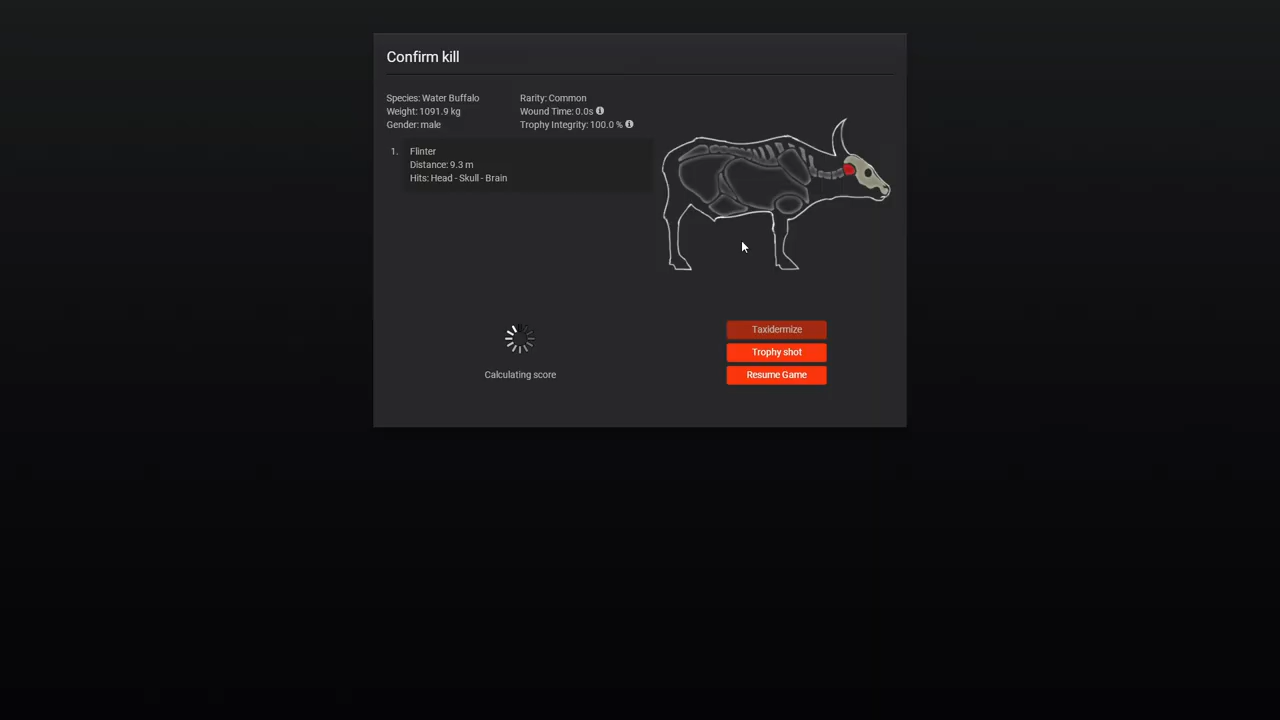 Confirm kill
Species: Water Buffalo
Weight: 1091.9 kg
Gender: male
Rarity: Common
Wound Time: 0.0s
Trophy Integrity: 100.0 %
1.
Flinter
Distance: 9.3 m
Hits: Head - Skull - Brain
Calculating score
Taxidermize
Trophy shot
Resume Game